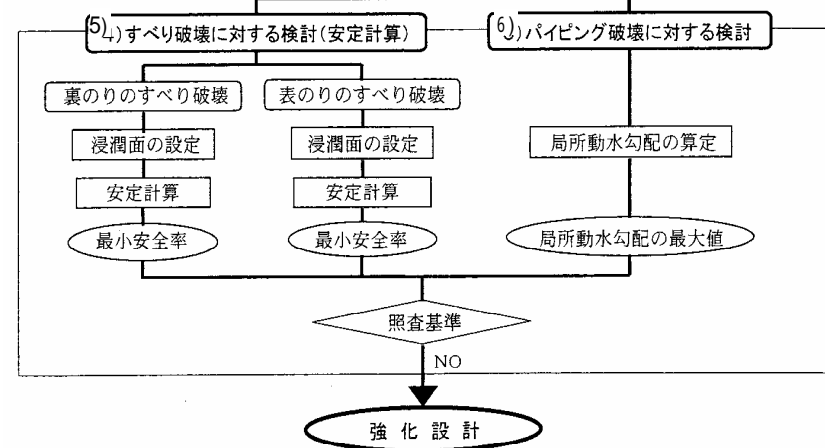 5)4)すべり破壊に対する検討(安定計算)
6)パイピング破壊に対する検討
裏のりのすべり破壊
表のりのすべり破壊
浸潤面の設定
浸潤面の設定
局所動水勾配の算定
安定計算
安定計算
最小安全率
最小安全率
局所動水勾配の最大値
照査基準
NO
強化設計